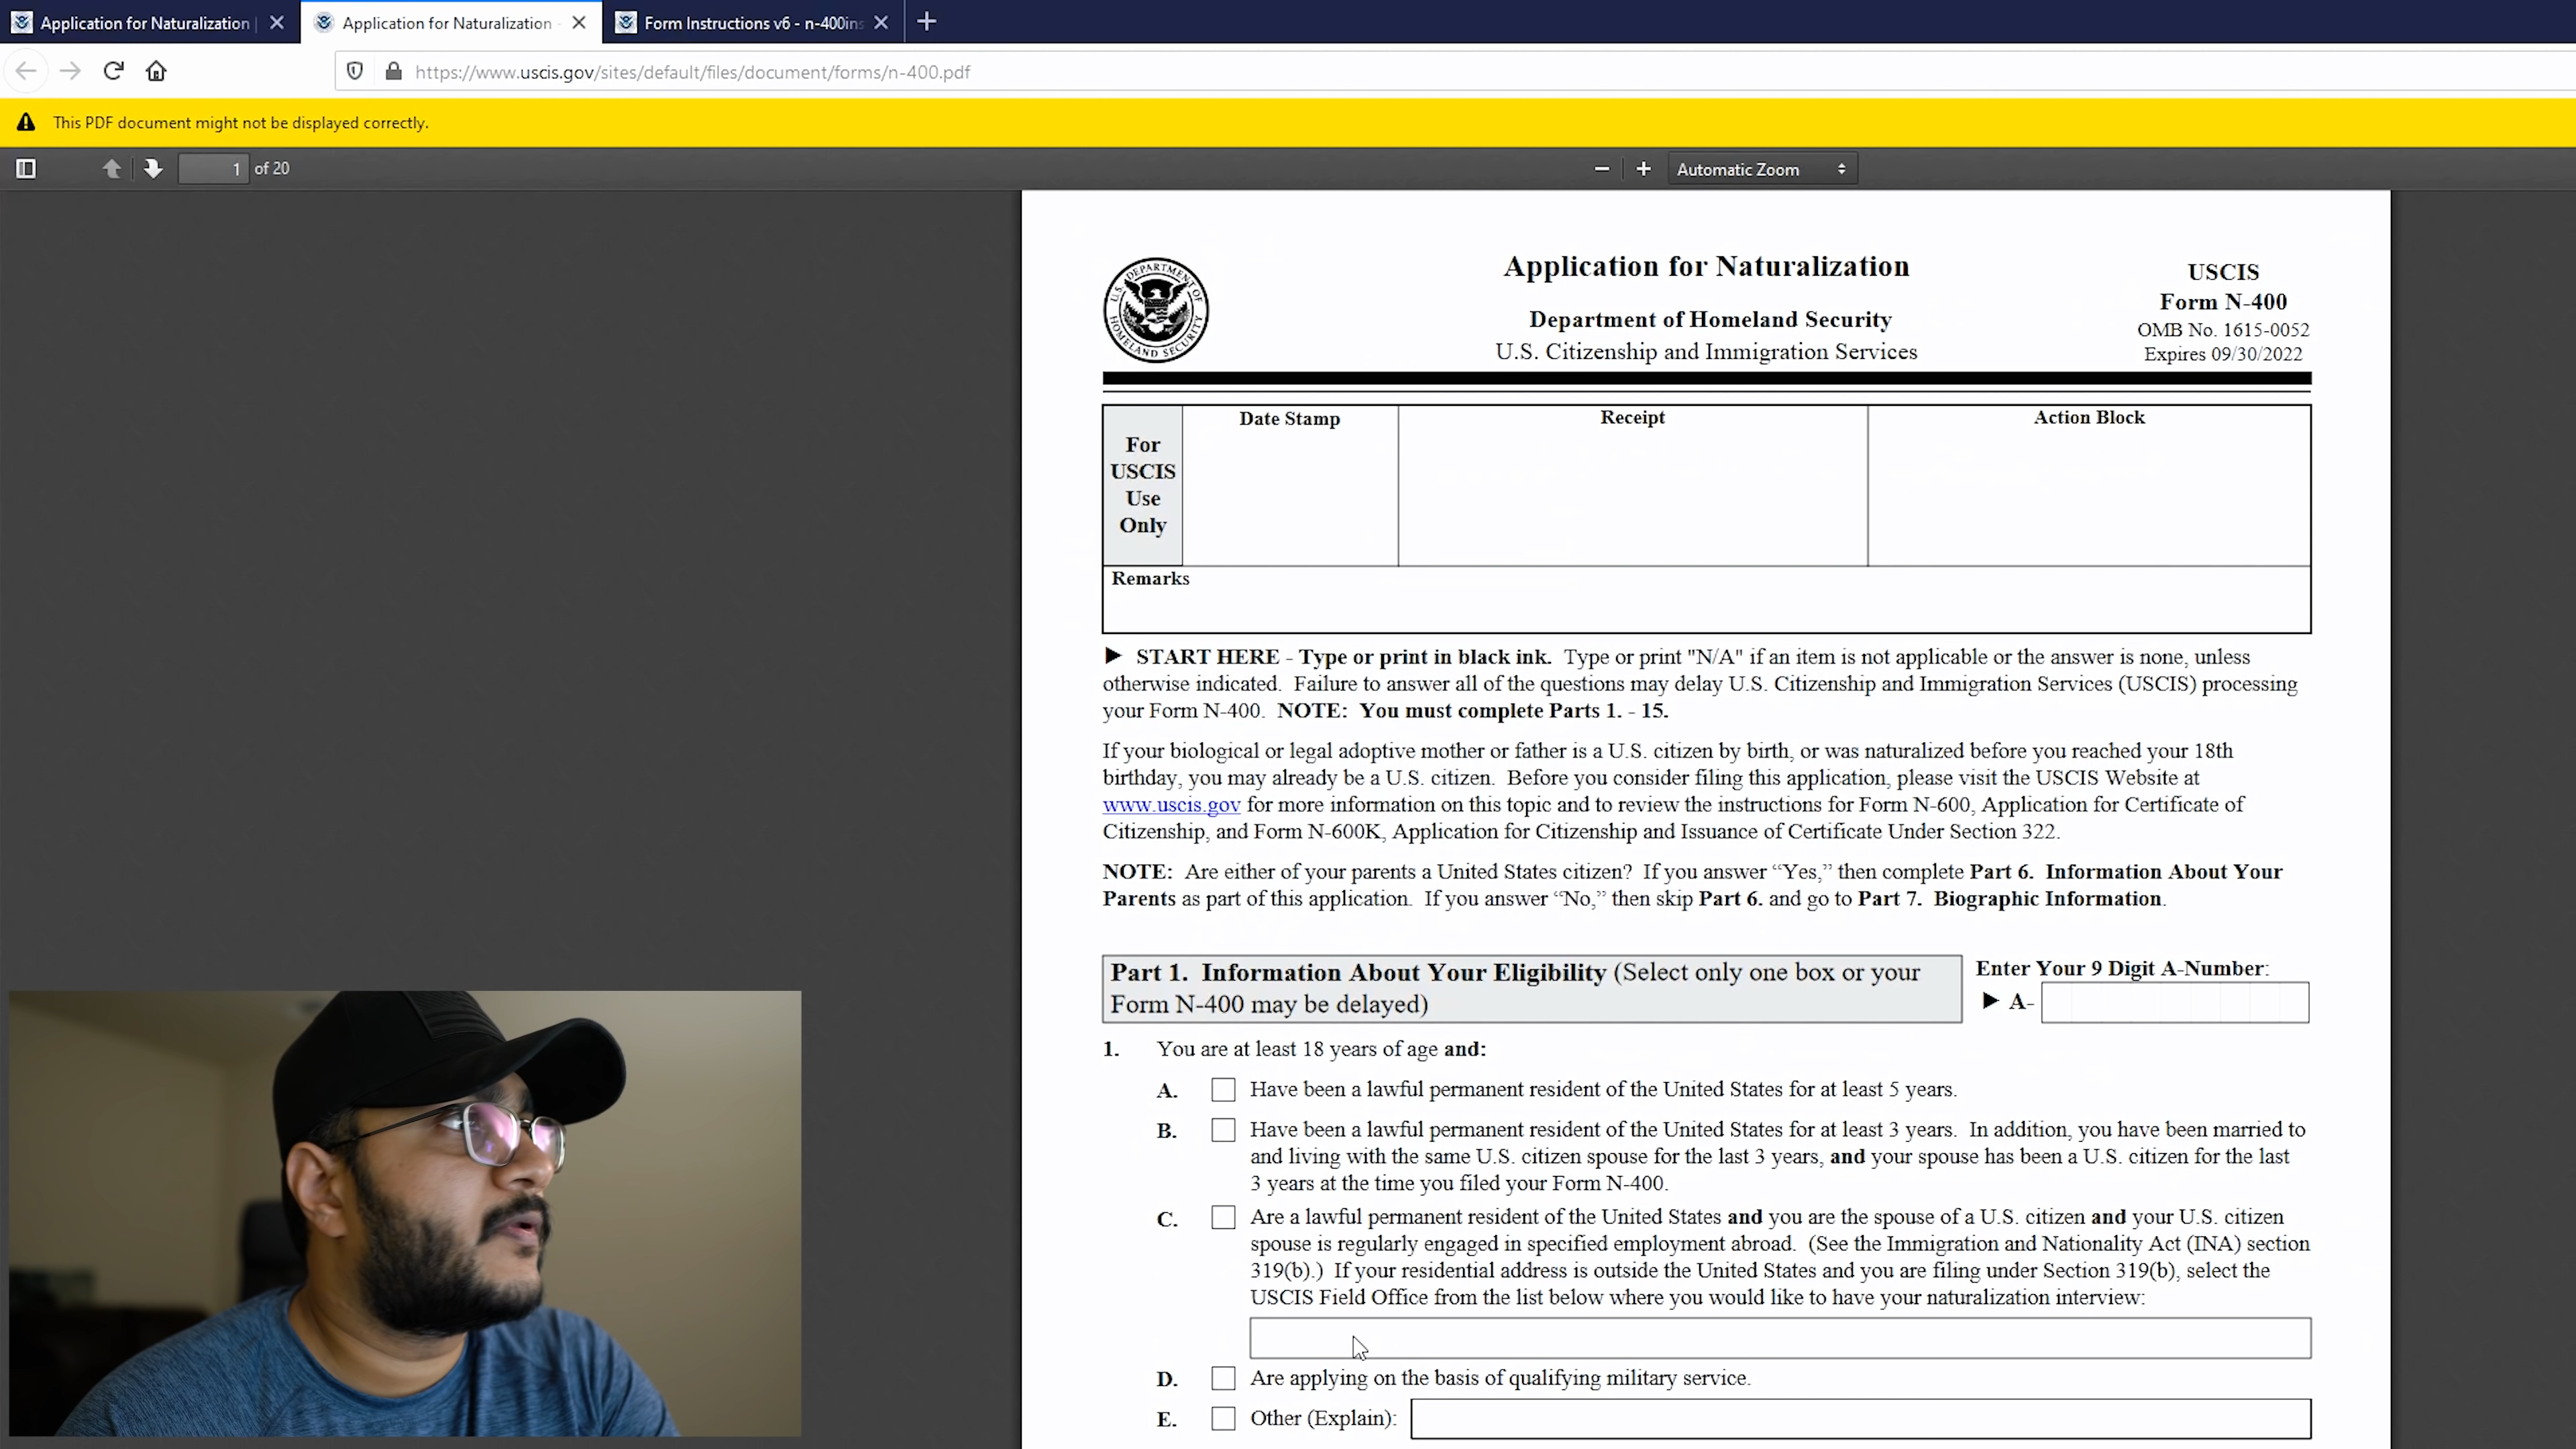 Application for Naturalization |
Application for Naturalization -
Form Instructions v6 - n-400ins
https://www.uscis.gov/sites/default/files/document/forms/n-400.pdf
This PDF document might not be displayed correctly.
1 of 20
Automatic Zoom
U.S. DEPARTMENT OF HOMELAND SECURITY
Application for Naturalization
Department of Homeland Security
U.S. Citizenship and Immigration Services
USCIS
Form N-400
OMB No. 1615-0052
Expires 09/30/2022
For
USCIS
Use
Only
Date Stamp
Receipt
Action Block
Remarks
► START HERE - Type or print in black ink. Type or print "N/A" if an item is not applicable or the answer is none, unless
otherwise indicated. Failure to answer all of the questions may delay U.S. Citizenship and Immigration Services (USCIS) processing
your Form N-400. NOTE: You must complete Parts 1. - 15.
If your biological or legal adoptive mother or father is a U.S. citizen by birth, or was naturalized before you reached your 18th
birthday, you may already be a U.S. citizen. Before you consider filing this application, please visit the USCIS Website at
www.uscis.gov for more information on this topic and to review the instructions for Form N-600, Application for Certificate of
Citizenship, and Form N-600K, Application for Citizenship and Issuance of Certificate Under Section 322.
NOTE: Are either of your parents a United States citizen? If you answer “Yes,” then complete Part 6. Information About Your
Parents as part of this application. If you answer “No,” then skip Part 6. and go to Part 7. Biographic Information.
Part 1. Information About Your Eligibility (Select only one box or your
Form N-400 may be delayed)
Enter Your 9 Digit A-Number:
► A-
1. You are at least 18 years of age and:
A. Have been a lawful permanent resident of the United States for at least 5 years.
B. Have been a lawful permanent resident of the United States for at least 3 years. In addition, you have been married to
and living with the same U.S. citizen spouse for the last 3 years, and your spouse has been a U.S. citizen for the last
3 years at the time you filed your Form N-400.
C. Are a lawful permanent resident of the United States and you are the spouse of a U.S. citizen and your U.S. citizen
spouse is regularly engaged in specified employment abroad. (See the Immigration and Nationality Act (INA) section
319(b).) If your residential address is outside the United States and you are filing under Section 319(b), select the
USCIS Field Office from the list below where you would like to have your naturalization interview:
D. Are applying on the basis of qualifying military service.
E. Other (Explain):